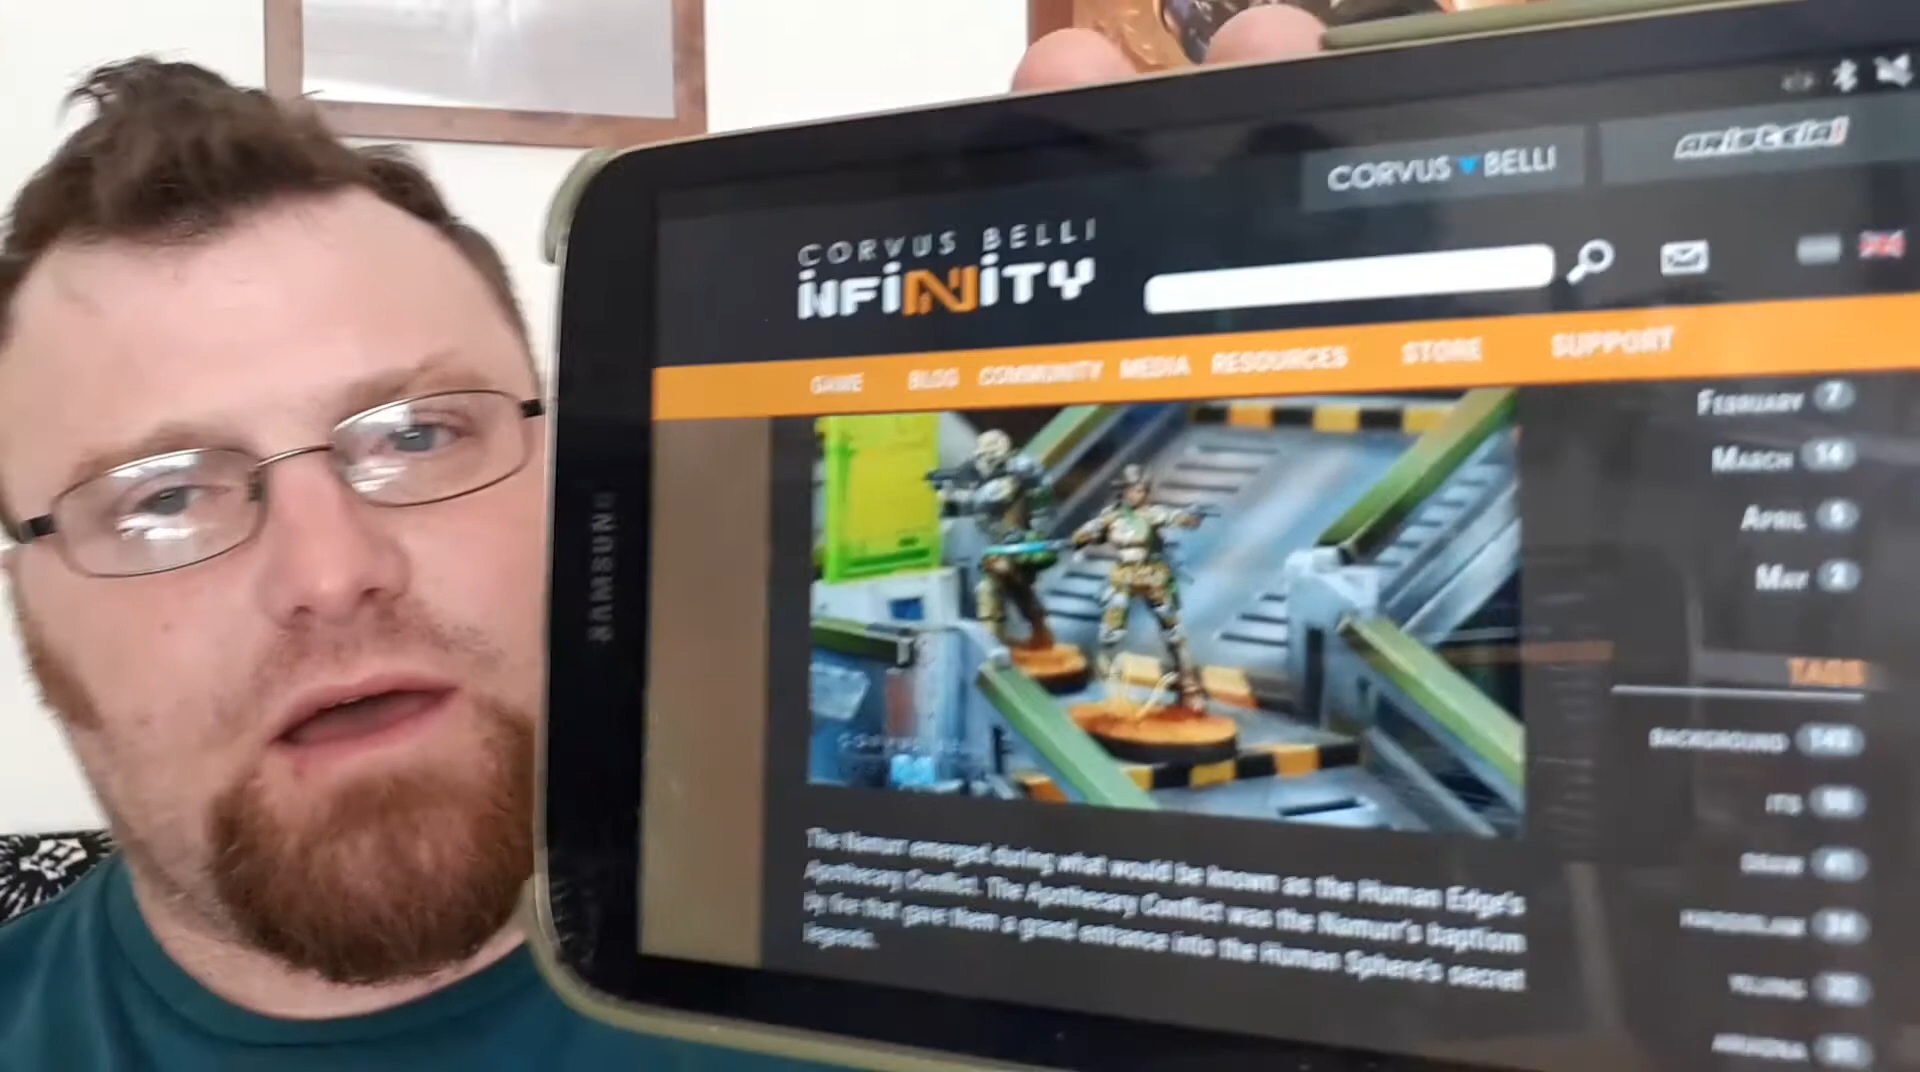 CORVUS BELLI
ARISTEIA!
CORVUS BELLI
iNFiNiTY
GAME BLOG COMMUNITY MEDIA RESOURCES STORE SUPPORT
FEBRUARY 7
MARCH 14
APRIL 5
MAY 2
TAGS
BACKGROUND
ITS
SAMSUNG
The Namurr emerged during what would be known as the Human Edge's
Apothecary Conflict. The Apothecary Conflict was the Namurr's baptism
by fire that gave them a grand entrance into the Human Sphere's secret
legends.